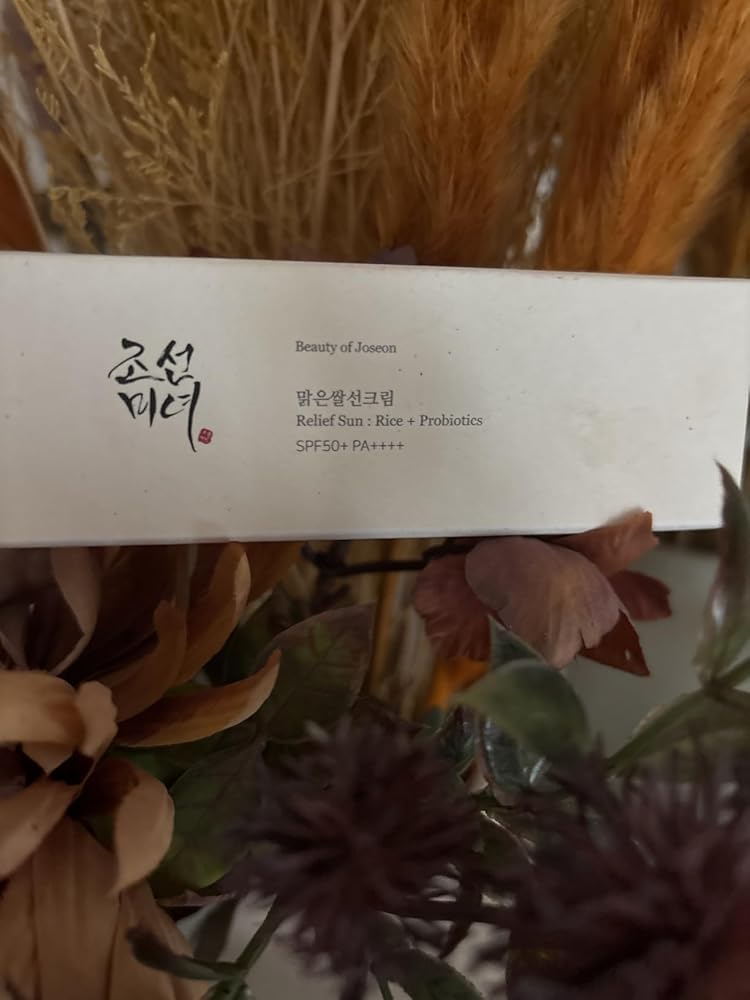 조선
미녀
Beauty of Joseon
맑은쌀선크림
Relief Sun : Rice + Probiotics
SPF50+ PA++++